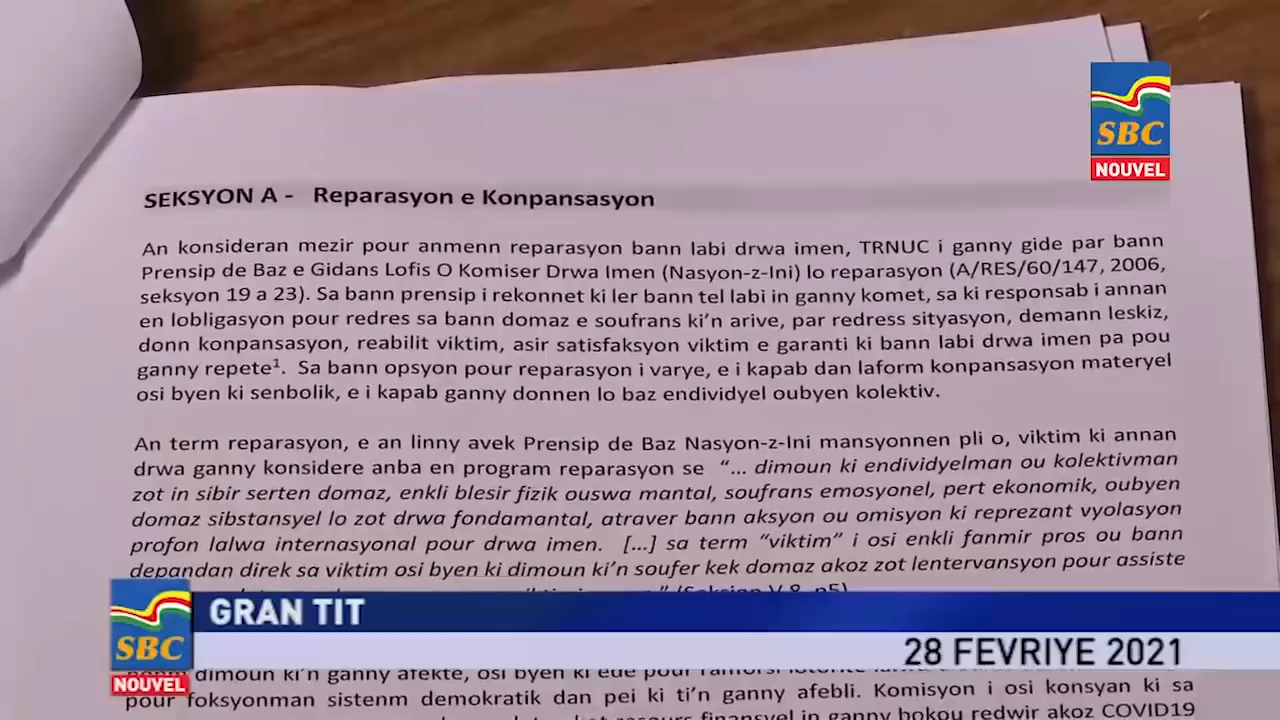 SBC
NOUVEL
SEKSYON A - Reparasyon e Konpansasyon
An konsideran mezir pour anmenn reparasyon bann labi drwa imen, TRNUC i ganny gide par bann
Prensip de Baz e Gidans Lofis O Komiser Drwa Imen (Nasyon-z-Ini) lo reparasyon (A/RES/60/147, 2006,
seksyon 19 a 23). Sa bann prensip i rekonnet ki ler bann tel labi in ganny komet, sa ki responsab i annan
en lobligasyon pour redres sa bann domaz e soufrans ki'n arive, par redress sityasyon, demann leskiz,
donn konpansasyon, reabilit viktim, asir satisfaksyon viktim e garanti ki bann labi drwa imen pa pou
ganny repete¹. Sa bann opsyon pour reparasyon i varye, e i kapab dan laform konpansasyon materyel
osi byen ki senbolik, e i kapab ganny donnen lo baz endividyel oubyen kolektiv.
An term reparasyon, e an linny avek Prensip de Baz Nasyon-z-Ini mansyonnen pli o, viktim ki annan
drwa ganny konsidere anba en program reparasyon se "... dimoun ki endividyelman ou kolektivman
zot in sibir serten domaz, enkli blesir fizik ouswa mantal, soufrans emosyonel, pert ekonomik, oubyen
domaz sibstansyel lo zot drwa fondamantal, atraver bann aksyon ou omisyon ki reprezant vyolasyon
profon lalwa internasyonal pour drwa imen. [...] sa term "viktim" i osi enkli fanmir pros ou bann
depandan direk sa viktim osi byen ki dimoun ki'n soufer kek domaz akoz zot lentervansyon pour assiste
SBC
NOUVEL
GRAN TIT
28 FEVRIYE 2021
dimoun ki'n ganny afekte, osi byen ki ede pour
pour foksyonman sistenm demokratik dan pei ki ti'n ganny afebli. Komisyon i osi konsyan ki sa
finansyel in ganny bokou redwir akoz COVID19